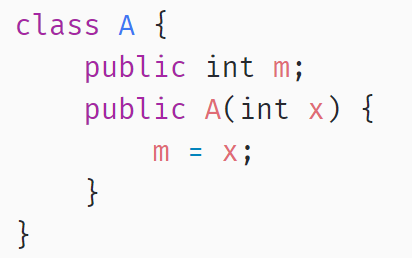 class A {
    public int m;
    public A(int x) {
        m = x;
    }
}